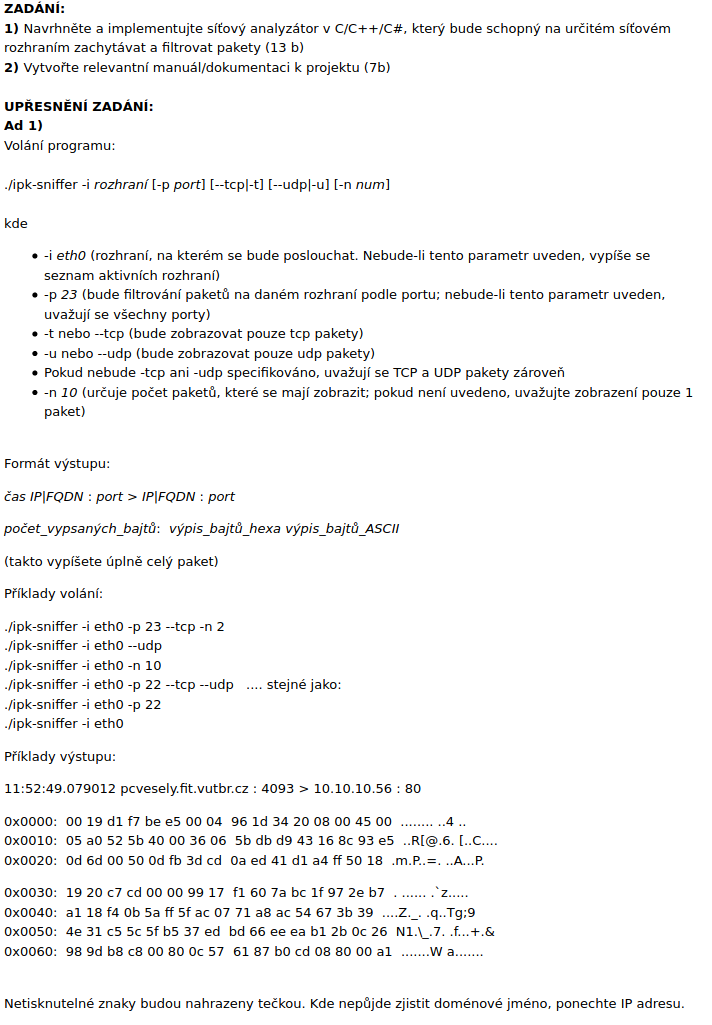 ZADÁNÍ:
1) Navrhněte a implementujte síťový analyzátor v C/C++/C#, který bude schopný na určitém síťovém
rozhraním zachytávat a filtrovat pakety (13 b)
2) Vytvořte relevantní manuál/dokumentaci k projektu (7b)
UPŘESNĚNÍ ZADÁNÍ:
Ad 1)
Volání programu:
./ipk-sniffer -i rozhraní [-p port] [--tcp|-t] [--udp|-u] [-n num]
kde
• -i eth0 (rozhraní, na kterém se bude poslouchat. Nebude-li tento parametr uveden, vypíše se
seznam aktivních rozhraní)
• -p 23 (bude filtrování paketů na daném rozhraní podle portu; nebude-li tento parametr uveden,
uvažují se všechny porty)
• -t nebo --tcp (bude zobrazovat pouze tcp pakety)
• -u nebo --udp (bude zobrazovat pouze udp pakety)
• Pokud nebude -tcp ani -udp specifikováno, uvažují se TCP a UDP pakety zároveň
• -n 10 (určuje počet paketů, které se mají zobrazit; pokud není uvedeno, uvažujte zobrazení pouze 1
paket)
Formát výstupu:
čas IP|FQDN : port > IP|FQDN : port
počet_vypsaných_bajtů:  výpis_bajtů_hexa výpis_bajtů_ASCII
(takto vypíšete úplně celý paket)
Příklady volání:
./ipk-sniffer -i eth0 -p 23 --tcp -n 2
./ipk-sniffer -i eth0 --udp
./ipk-sniffer -i eth0 -n 10
./ipk-sniffer -i eth0 -p 22 --tcp --udp   .... stejné jako:
./ipk-sniffer -i eth0 -p 22
./ipk-sniffer -i eth0
Příklady výstupu:
11:52:49.079012 pcvesely.fit.vutbr.cz : 4093 > 10.10.10.56 : 80
0x0000:  00 19 d1 f7 be e5 00 04  96 1d 34 20 08 00 45 00  ........ ..4 ..
0x0010:  05 a0 52 5b 40 00 36 06  5b db d9 43 16 8c 93 e5  ..R[@.6. [..C....
0x0020:  0d 6d 00 50 0d fb 3d cd  0a ed 41 d1 a4 ff 50 18  .m.P..=. ..A...P.
0x0030:  19 20 c7 cd 00 00 99 17  f1 60 7a bc 1f 97 2e b7  . ...... .`z.....
0x0040:  a1 18 f4 0b 5a ff 5f ac 07 71 a8 ac 54 67 3b 39  ....Z._. .q..Tg;9
0x0050:  4e 31 c5 5c 5f b5 37 ed  bd 66 ee ea b1 2b 0c 26  N1.\_.7. .f...+.&
0x0060:  98 9d b8 c8 00 80 0c 57  61 87 b0 cd 08 80 00 a1  .......W a.......
Netisknutelné znaky budou nahrazeny tečkou. Kde nepůjde zjistit doménové jméno, ponechte IP adresu.